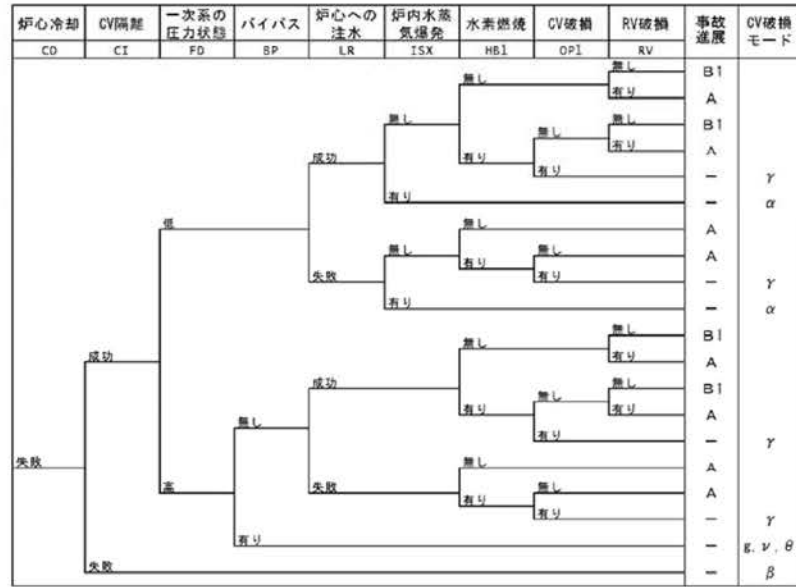 炉心冷却 CV隔離 一次系の圧力状態 バイパス 炉心への注水 炉内水蒸気爆発 水素燃焼 CV破損 RV破損 事故進展 CV破損モード
CD CI FD BP LR ISX HB1 OP1 RV
無し B1
無し
有り A
無し
無し B1
無し
有り A
成功
有り
有り - γ
有り - α
低
無し A
無し
無し A
有り
失敗
有り - γ
有り - α
無し B1
無し
有り A
成功
成功
無し B1
無し
有り A
有り
無し
有り - γ
失敗
無し A
高
失敗
無し A
有り
有り - γ
有り - g, ν, θ
失敗 - β